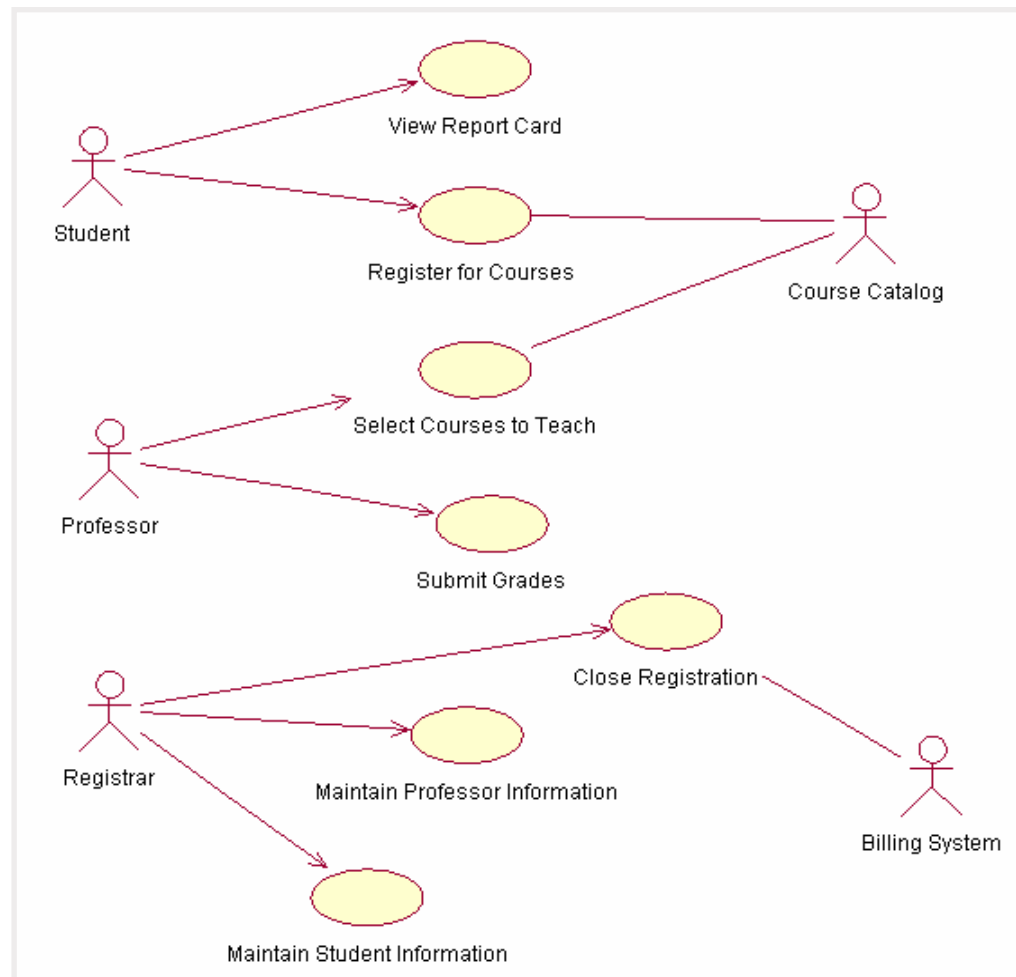 View Report Card
Student
Register for Courses
Course Catalog
Select Courses to Teach
Professor
Submit Grades
Close Registration
Registrar
Maintain Professor Information
Billing System
Maintain Student Information